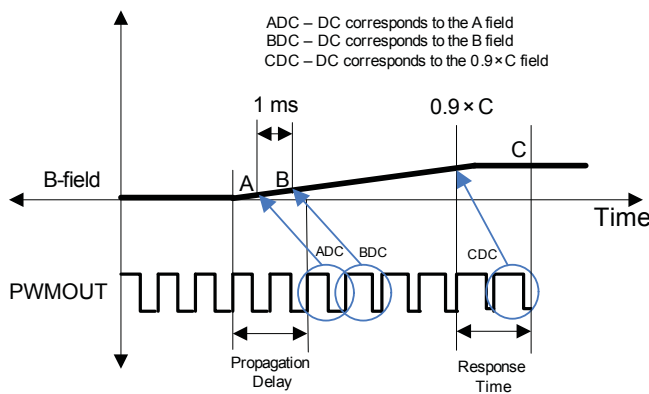 ADC – DC corresponds to the A field
BDC – DC corresponds to the B field
CDC – DC corresponds to the 0.9 × C field
1 ms
0.9 × C
A
B
C
B-field
Time
ADC
BDC
CDC
PWMOUT
Propagation
Delay
Response
Time